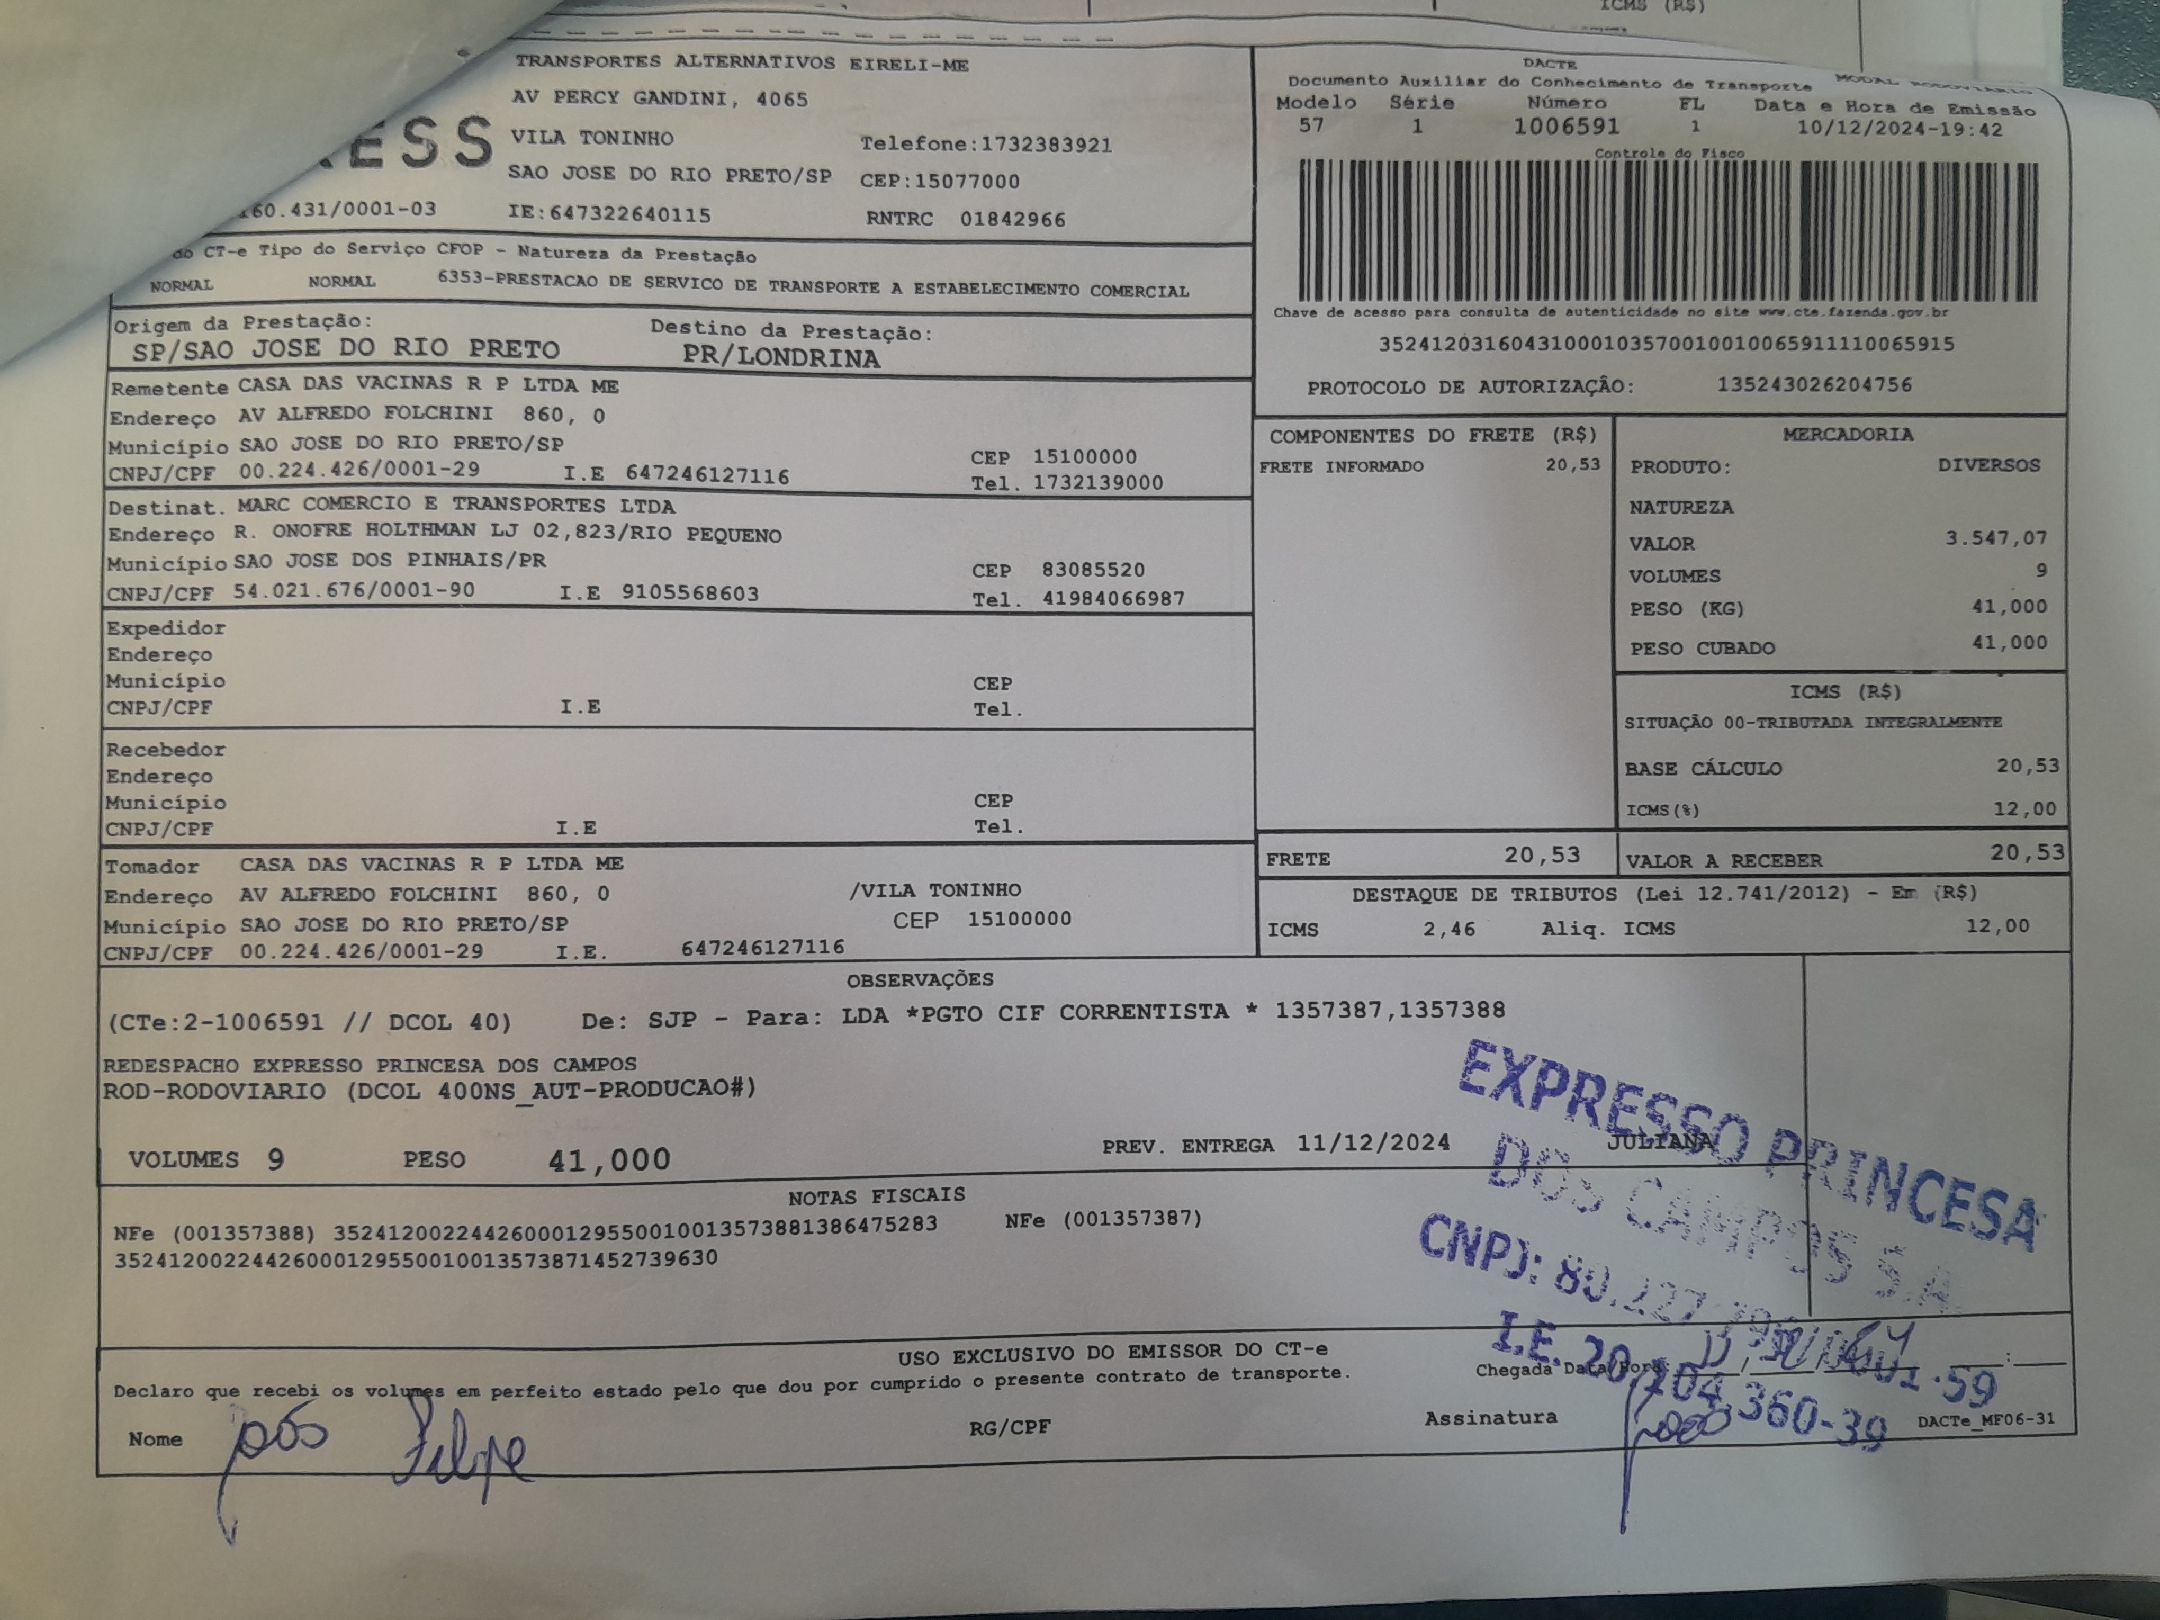 ICMS (R$)
TRANSPORTES ALTERNATIVOS EIRELI-ME
AV PERCY GANDINI, 4065
ESS
VILA TONINHO Telefone:1732383921
SAO JOSE DO RIO PRETO/SP CEP:15077000
160.431/0001-03 IE:647322640115 RNTRC 01842966
DACTE
Documento Auxiliar do Conhecimento de Transporte MODAL RODOVIARIO
Modelo Série Número FL Data e Hora de Emissão
57 1 1006591 1 10/12/2024-19:42
Controle do Fisco
Chave de acesso para consulta de autenticidade no site www.cte.fazenda.gov.br
35241203160431000103570010010065911110065915
PROTOCOLO DE AUTORIZAÇÂO: 135243026204756
do CT-e Tipo do Serviço CFOP - Natureza da Prestação
NORMAL NORMAL 6353-PRESTACAO DE SERVICO DE TRANSPORTE A ESTABELECIMENTO COMERCIAL
Origem da Prestação: Destino da Prestação:
SP/SAO JOSE DO RIO PRETO PR/LONDRINA
Remetente CASA DAS VACINAS R P LTDA ME
Endereço AV ALFREDO FOLCHINI 860, 0
Município SAO JOSE DO RIO PRETO/SP CEP 15100000
CNPJ/CPF 00.224.426/0001-29 I.E 647246127116 Tel. 1732139000
Destinat. MARC COMERCIO E TRANSPORTES LTDA
Endereço R. ONOFRE HOLTHMAN LJ 02,823/RIO PEQUENO
Município SAO JOSE DOS PINHAIS/PR CEP 83085520
CNPJ/CPF 54.021.676/0001-90 I.E 9105568603 Tel. 41984066987
Expedidor
Endereço
Município CEP
CNPJ/CPF I.E Tel.
Recebedor
Endereço
Município CEP
CNPJ/CPF I.E Tel.
Tomador CASA DAS VACINAS R P LTDA ME
Endereço AV ALFREDO FOLCHINI 860, 0 /VILA TONINHO
Município SAO JOSE DO RIO PRETO/SP CEP 15100000
CNPJ/CPF 00.224.426/0001-29 I.E. 647246127116
COMPONENTES DO FRETE (R$)
FRETE INFORMADO 20,53
MERCADORIA
PRODUTO: DIVERSOS
NATUREZA
VALOR 3.547,07
VOLUMES 9
PESO (KG) 41,000
PESO CUBADO 41,000
ICMS (R$)
SITUAÇÃO 00-TRIBUTADA INTEGRALMENTE
BASE CÁLCULO 20,53
ICMS(%) 12,00
FRETE 20,53 VALOR A RECEBER 20,53
DESTAQUE DE TRIBUTOS (Lei 12.741/2012) - Em (R$)
ICMS 2,46 Aliq. ICMS 12,00
OBSERVAÇÕES
(CTe:2-1006591 // DCOL 40) De: SJP - Para: LDA *PGTO CIF CORRENTISTA * 1357387,1357388
REDESPACHO EXPRESSO PRINCESA DOS CAMPOS
ROD-RODOVIARIO (DCOL 400NS_AUT-PRODUCAO#)
VOLUMES 9 PESO 41,000 PREV. ENTREGA 11/12/2024 JULIANA
NOTAS FISCAIS
NFe (001357388) 35241200224426000129550010013573881386475283 NFe (001357387)
35241200224426000129550010013573871452739630
EXPRESSO PRINCESA
DOS CAMPOS S.A
CNPJ:
I.E. 20.104.360-39
USO EXCLUSIVO DO EMISSOR DO CT-e
Declaro que recebi os volumes em perfeito estado pelo que dou por cumprido o presente contrato de transporte. Chegada Data/Hora:
Nome Filipe RG/CPF Assinatura DACTe_MF06-31